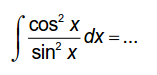 ∫ cos² x / sin² x dx = ...